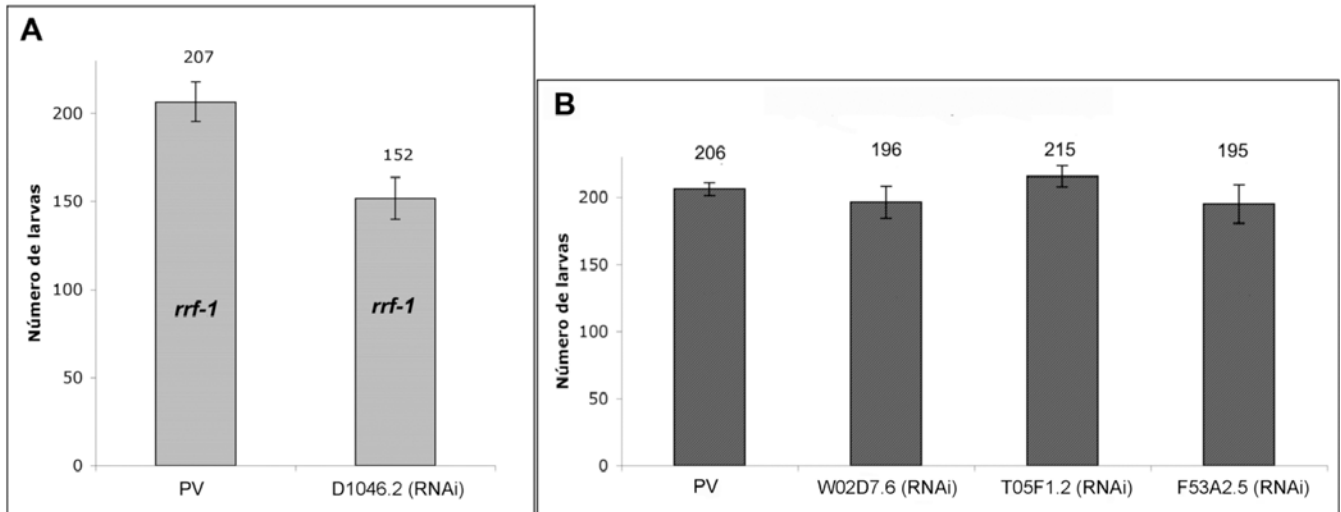 A
Número de larvas
200
150
100
50
0
207
152
rrf-1
rrf-1
PV
D1046.2 (RNAi)
B
Número de larvas
200
150
100
50
0
206
196
215
195
PV
W02D7.6 (RNAi)
T05F1.2 (RNAi)
F53A2.5 (RNAi)